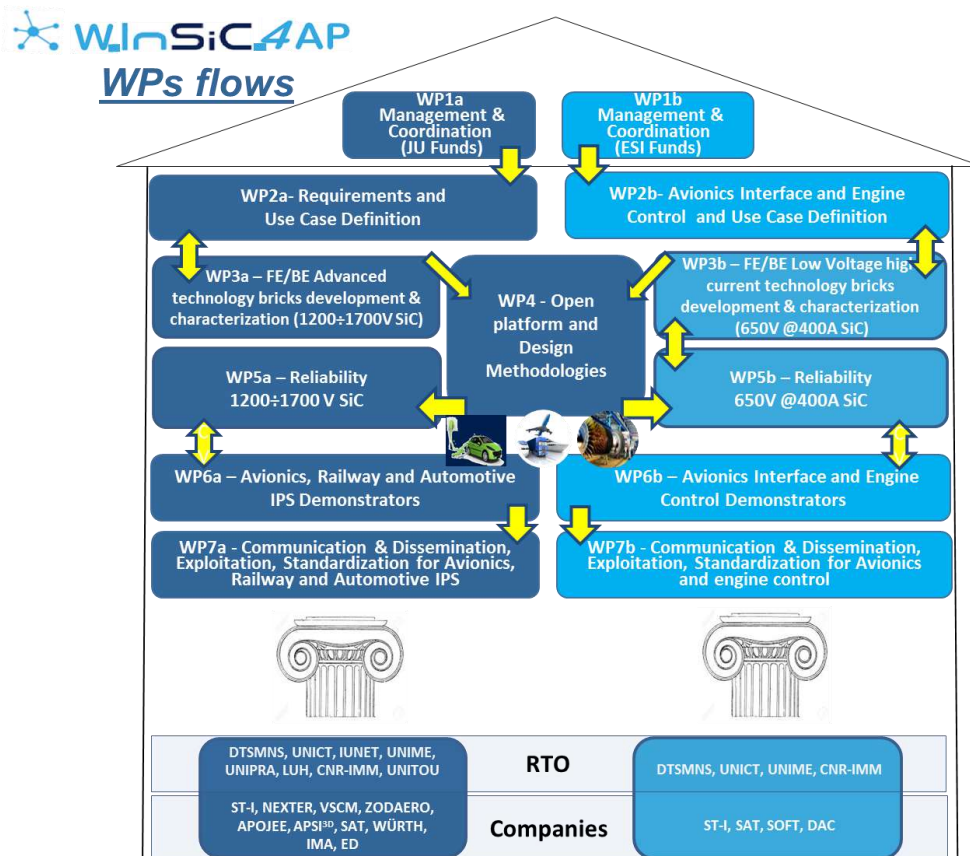 WInSiC4AP
WPs flows
WP1a
Management &
Coordination
(JU Funds)
WP1b
Management &
Coordination
(ESI Funds)
WP2a- Requirements and
Use Case Definition
WP2b- Avionics Interface and Engine
Control and Use Case Definition
WP3a – FE/BE Advanced
technology bricks development &
characterization (1200÷1700V SiC)
WP4 - Open
platform and
Design
Methodologies
WP3b – FE/BE Low Voltage high
current technology bricks
development & characterization
(650V @400A SiC)
WP5a – Reliability
1200÷1700 V SiC
WP5b – Reliability
650V @400A SiC
WP6a – Avionics, Railway and Automotive
IPS Demonstrators
WP6b – Avionics Interface and Engine
Control Demonstrators
WP7a - Communication & Dissemination,
Exploitation, Standardization for Avionics,
Railway and Automotive IPS
WP7b - Communication & Dissemination,
Exploitation, Standardization for Avionics
and engine control
DTSMNS, UNICT, IUNET, UNIME,
UNIPRA, LUH, CNR-IMM, UNITOU
RTO
DTSMNS, UNICT, UNIME, CNR-IMM
ST-I, NEXTER, VSCM, ZODAERO,
APOJEE, APSI³ᴰ, SAT, WÜRTH,
IMA, ED
Companies
ST-I, SAT, SOFT, DAC